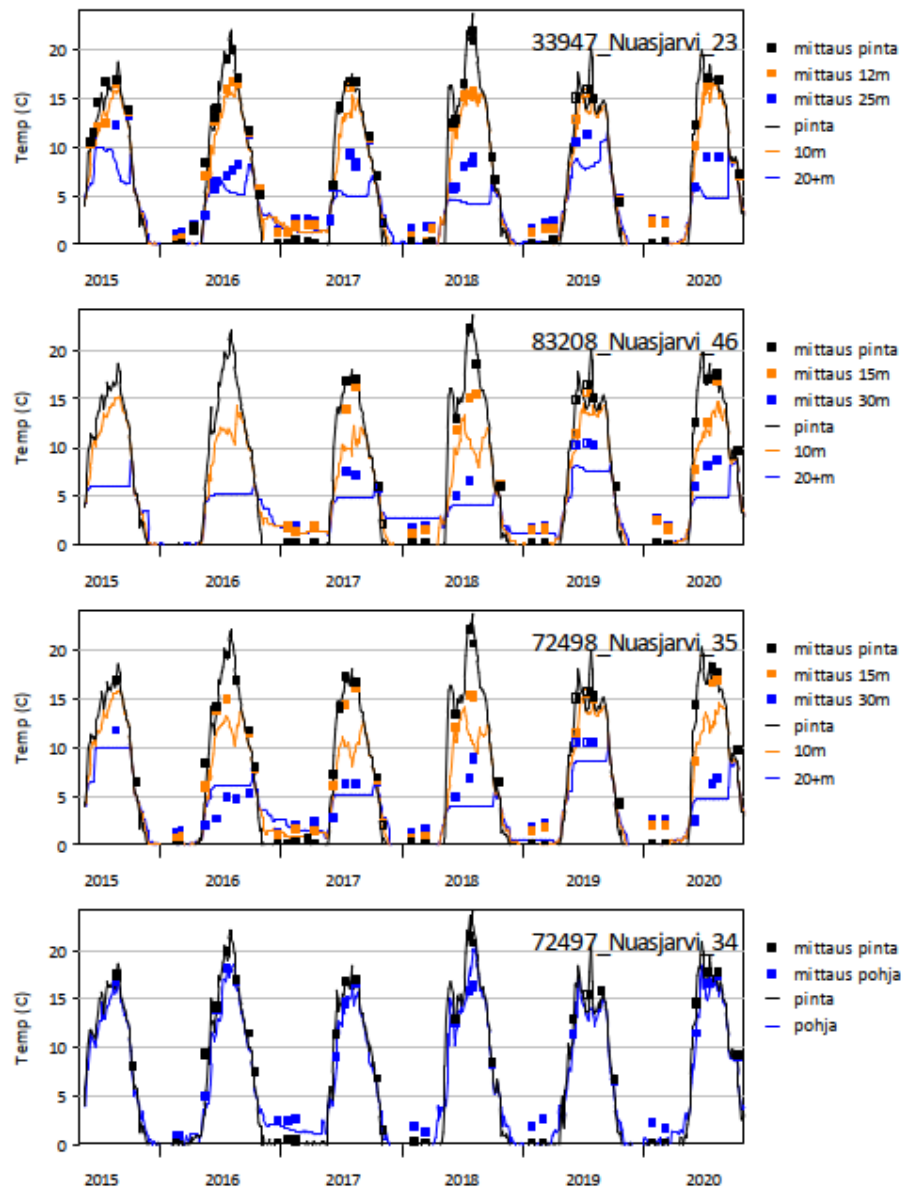 33947_Nuasjarvi_23
Temp (C)
20
15
10
5
0
2015 2016 2017 2018 2019 2020
mittaus pinta
mittaus 12m
mittaus 25m
pinta
10m
20+m
83208_Nuasjarvi_46
Temp (C)
20
15
10
5
0
2015 2016 2017 2018 2019 2020
mittaus pinta
mittaus 15m
mittaus 30m
pinta
10m
20+m
72498_Nuasjarvi_35
Temp (C)
20
15
10
5
0
2015 2016 2017 2018 2019 2020
mittaus pinta
mittaus 15m
mittaus 30m
pinta
10m
20+m
72497_Nuasjarvi_34
Temp (C)
20
15
10
5
0
2015 2016 2017 2018 2019 2020
mittaus pinta
mittaus pohja
pinta
pohja